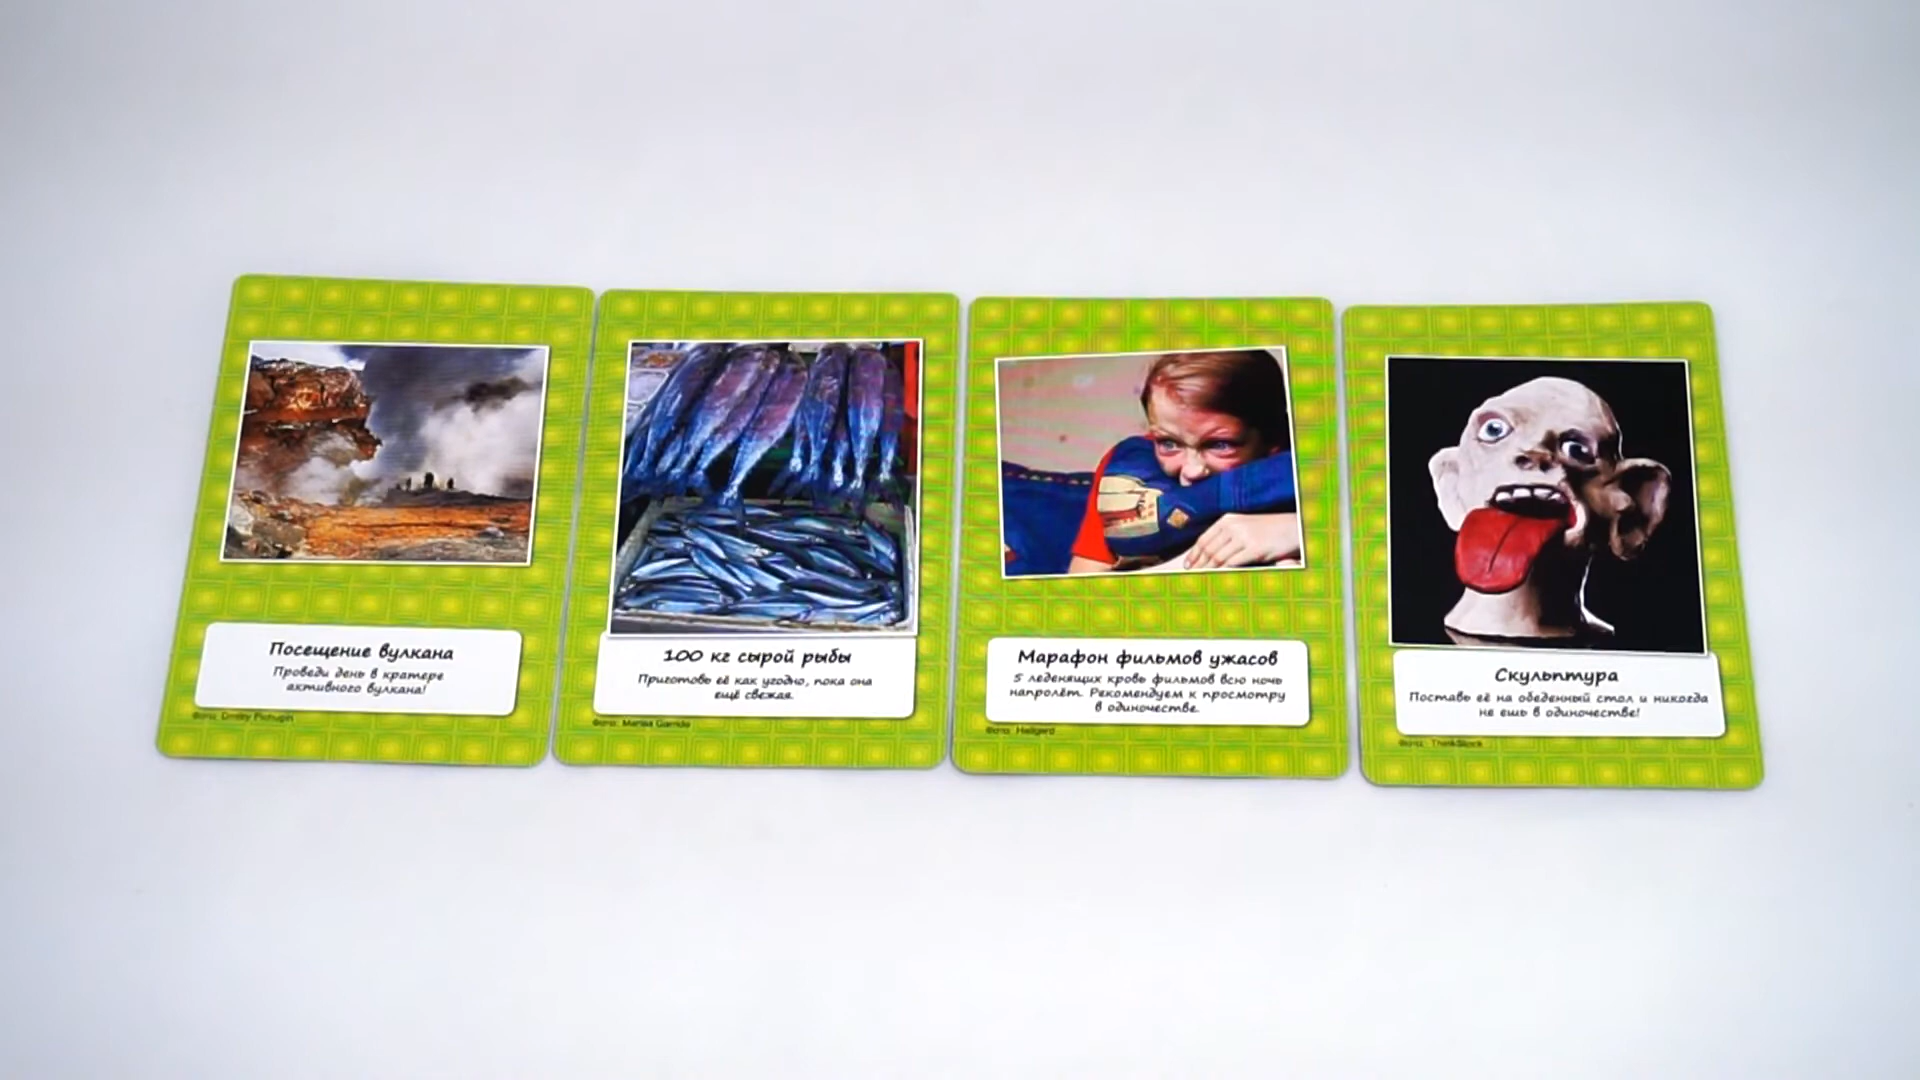 Посещение вулкана
Проведи день в кратере
активного вулкана!
Фото: Dmitry Pichugin
100 кг сырой рыбы
Приготовь её как угодно, пока она
ещё свежая.
Фото: Marisa Garrido
Марафон фильмов ужасов
5 леденящих кровь фильмов всю ночь
напролёт. Рекомендуем к просмотру
в одиночестве.
Фото: Hallgerd
Скульптура
Поставь её на обеденный стол и никогда
не ешь в одиночестве!
Фото: ThinkStock